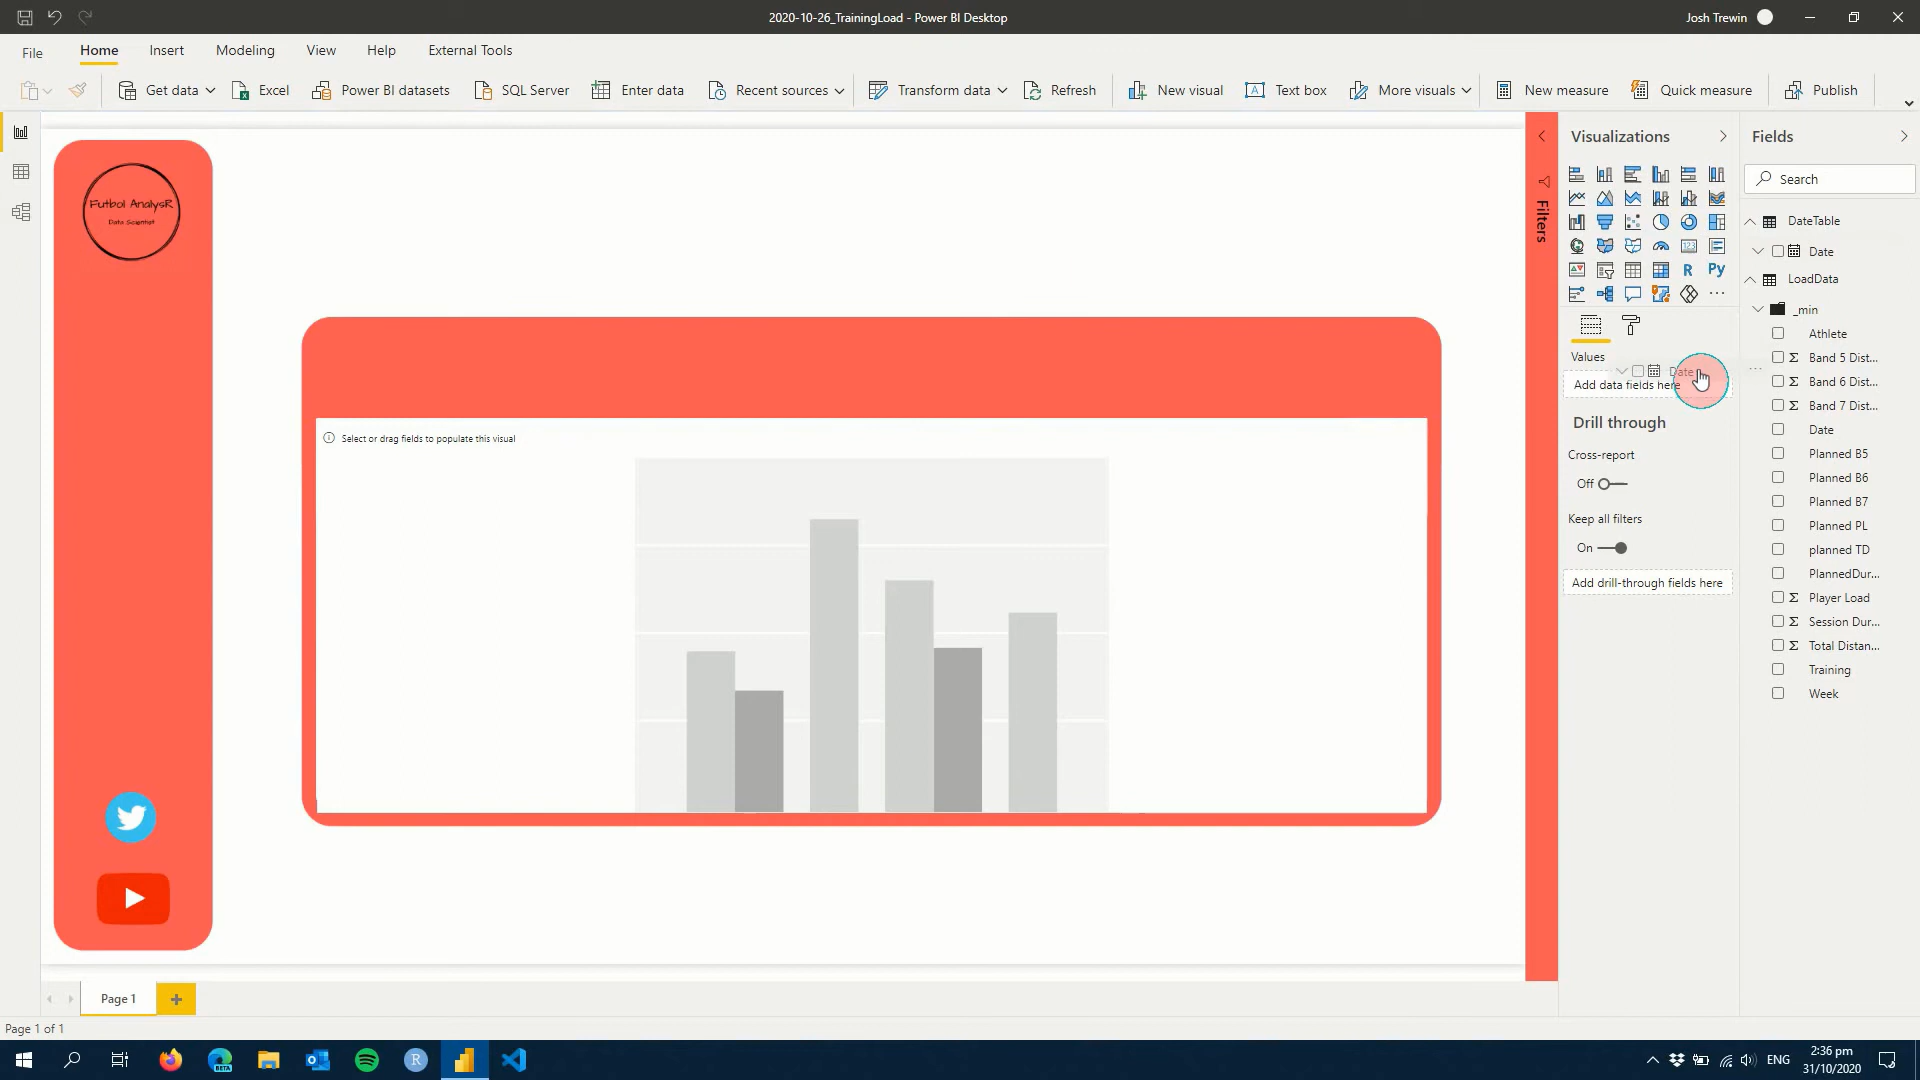 2020-10-26_TrainingLoad - Power BI Desktop
Josh Trewin
File
Home
Insert
Modeling
View
Help
External Tools
Get data
Excel
Power BI datasets
SQL Server
Enter data
Recent sources
Transform data
Refresh
New visual
Text box
More visuals
New measure
Quick measure
Publish
Futbol AnalysR
Data Scientist
Select or drag fields to populate this visual
Filters
Visualizations
123
R
Py
Values
Date
Add data fields here
Drill through
Cross-report
Off
Keep all filters
On
Add drill-through fields here
Fields
Search
DateTable
Date
LoadData
_min
Athlete
Band 5 Dist...
Band 6 Dist...
Band 7 Dist...
Date
Planned B5
Planned B6
Planned B7
Planned PL
planned TD
PlannedDur...
Player Load
Session Dur...
Total Distan...
Training
Week
Page 1
Page 1 of 1
BETA
R
ENG
2:36 pm
31/10/2020